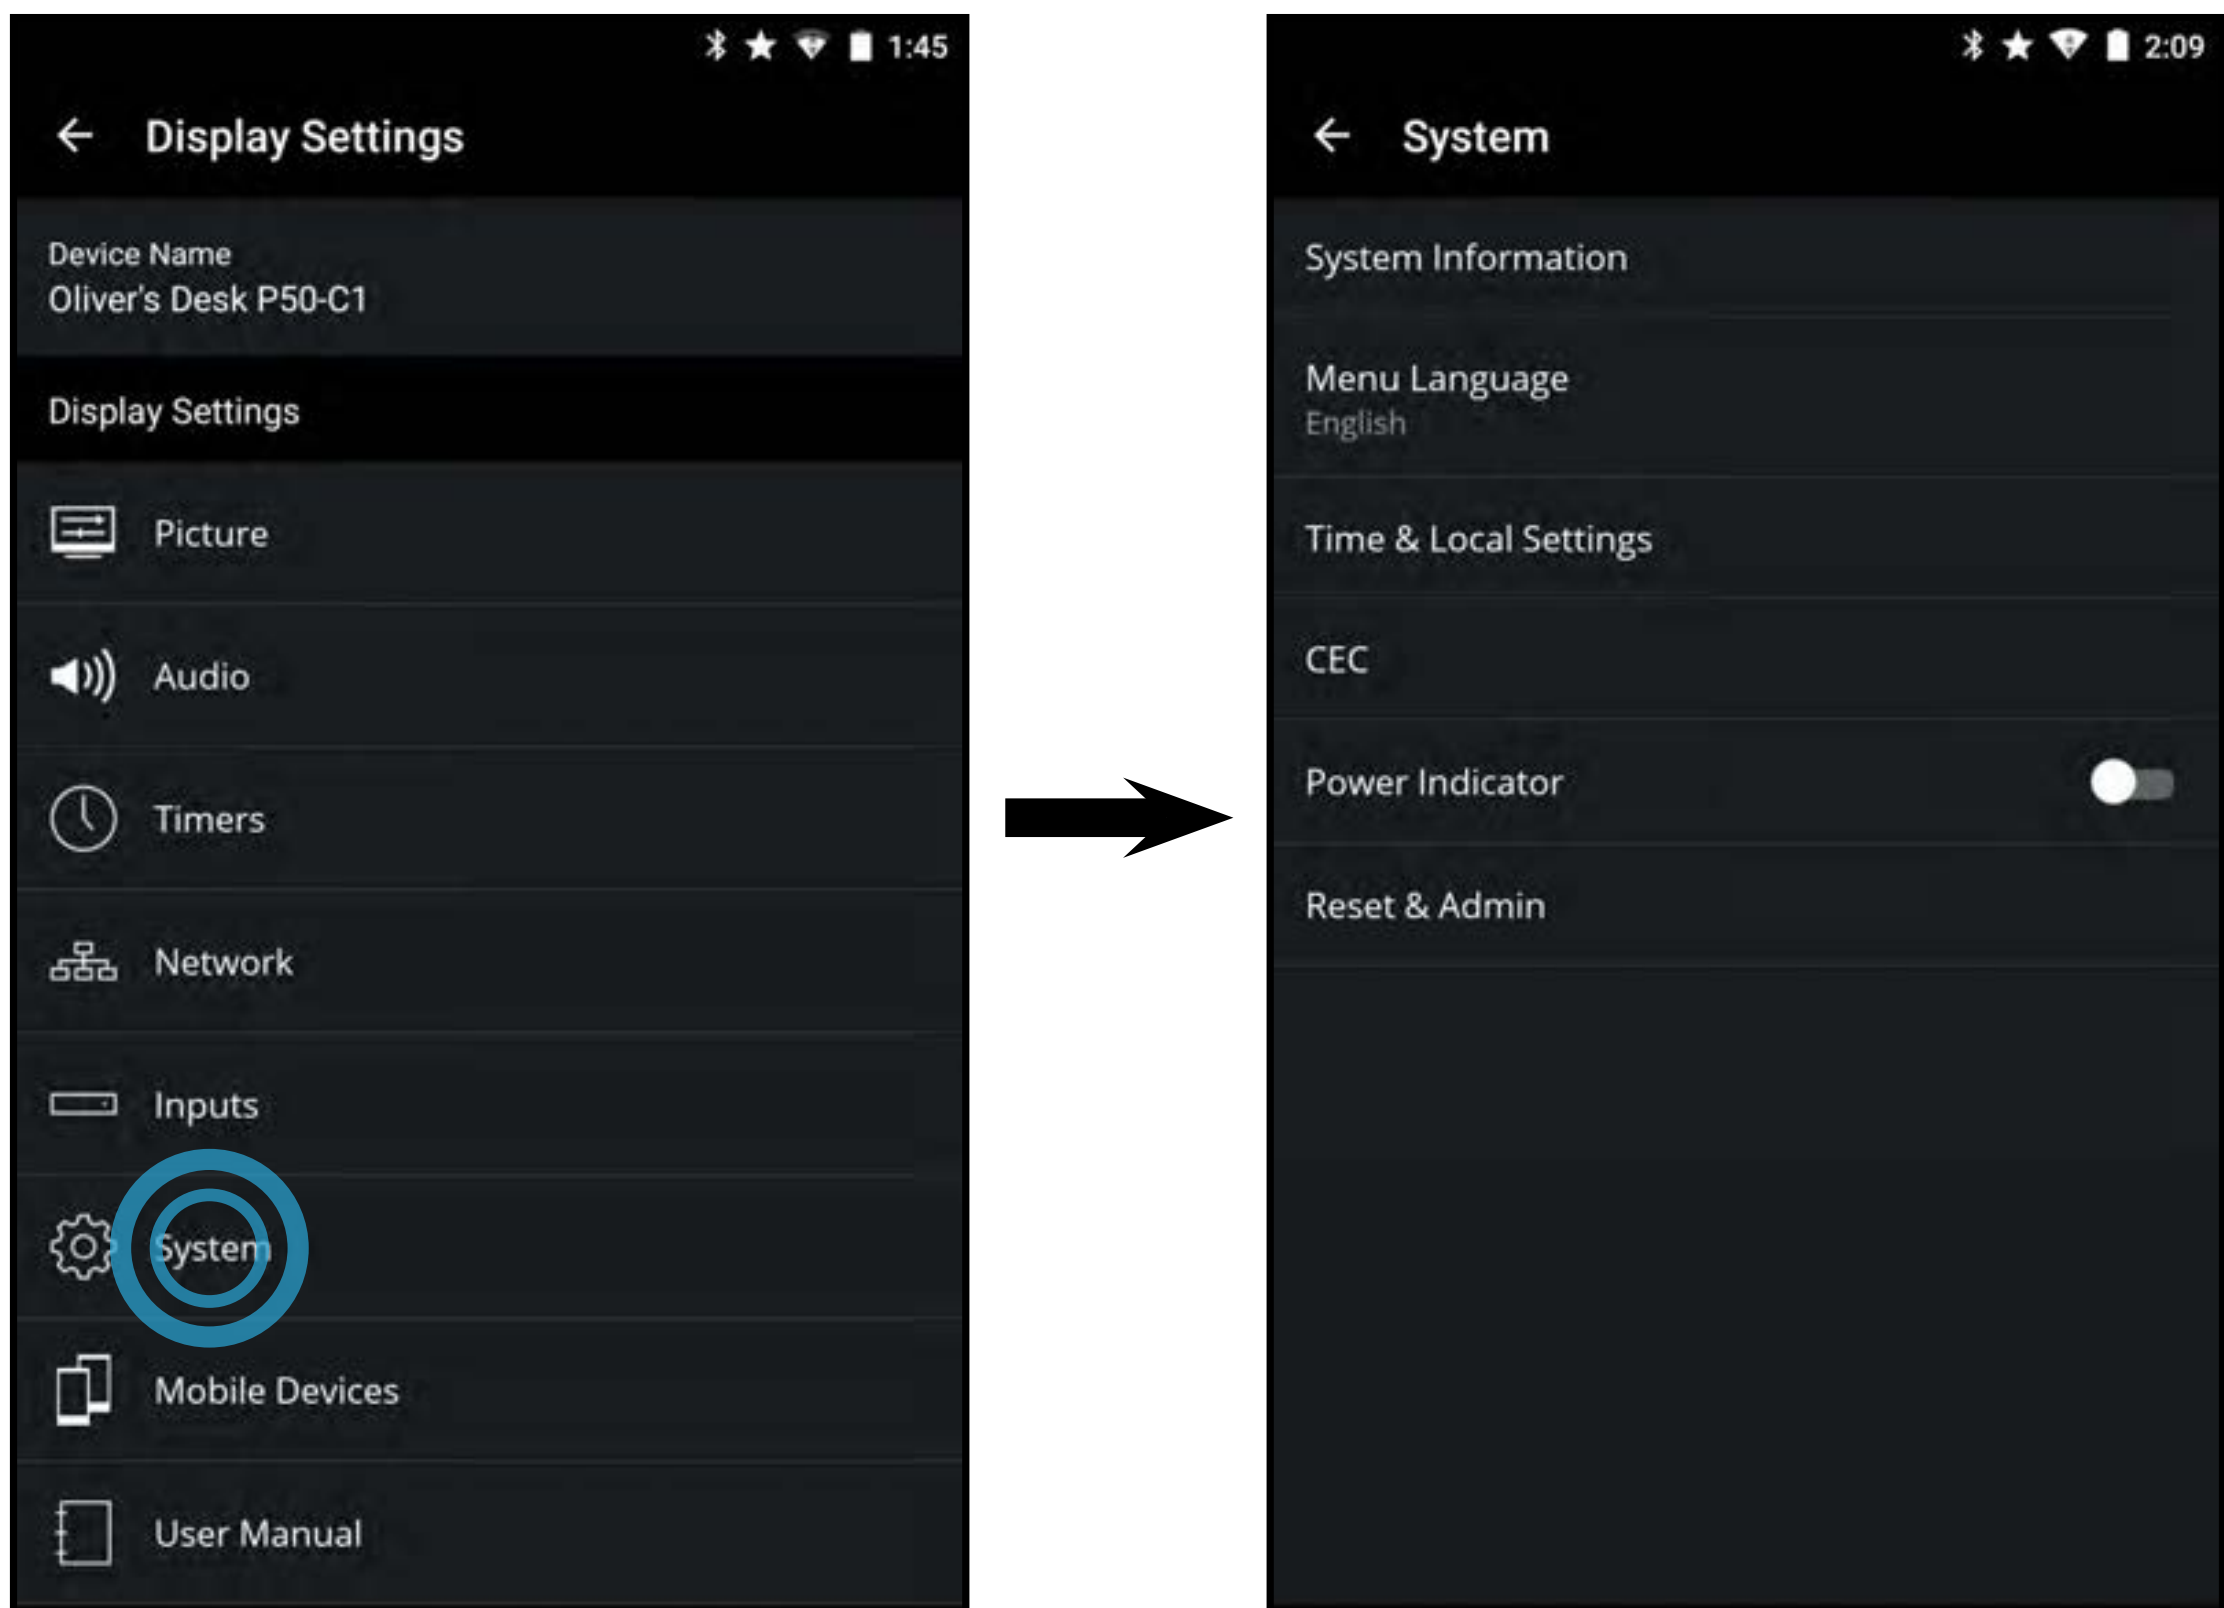 1:45
Display Settings
Device Name
Oliver's Desk P50-C1
Display Settings
Picture
Audio
Timers
Network
Inputs
System
Mobile Devices
User Manual
2:09
System
System Information
Menu Language
English
Time & Local Settings
CEC
Power Indicator
Reset & Admin